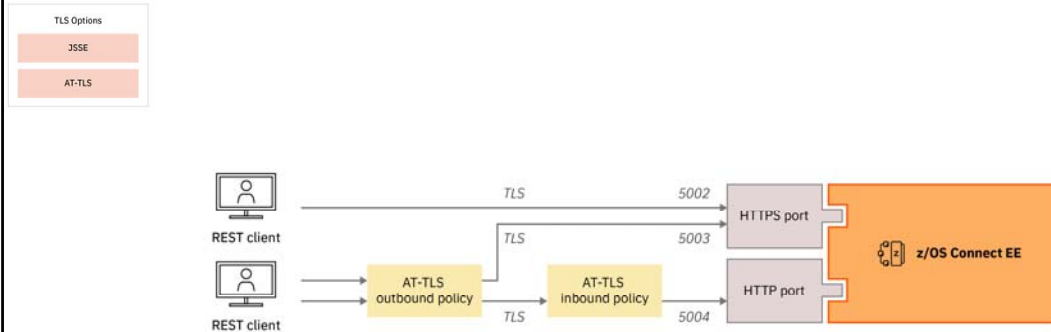 TLS Options
JSSE
AT-TLS
TLS
5002
HTTPS port
REST client
TLS
5003
z/OS Connect EE
AT-TLS
outbound policy
AT-TLS
inbound policy
HTTP port
TLS
5004
REST client